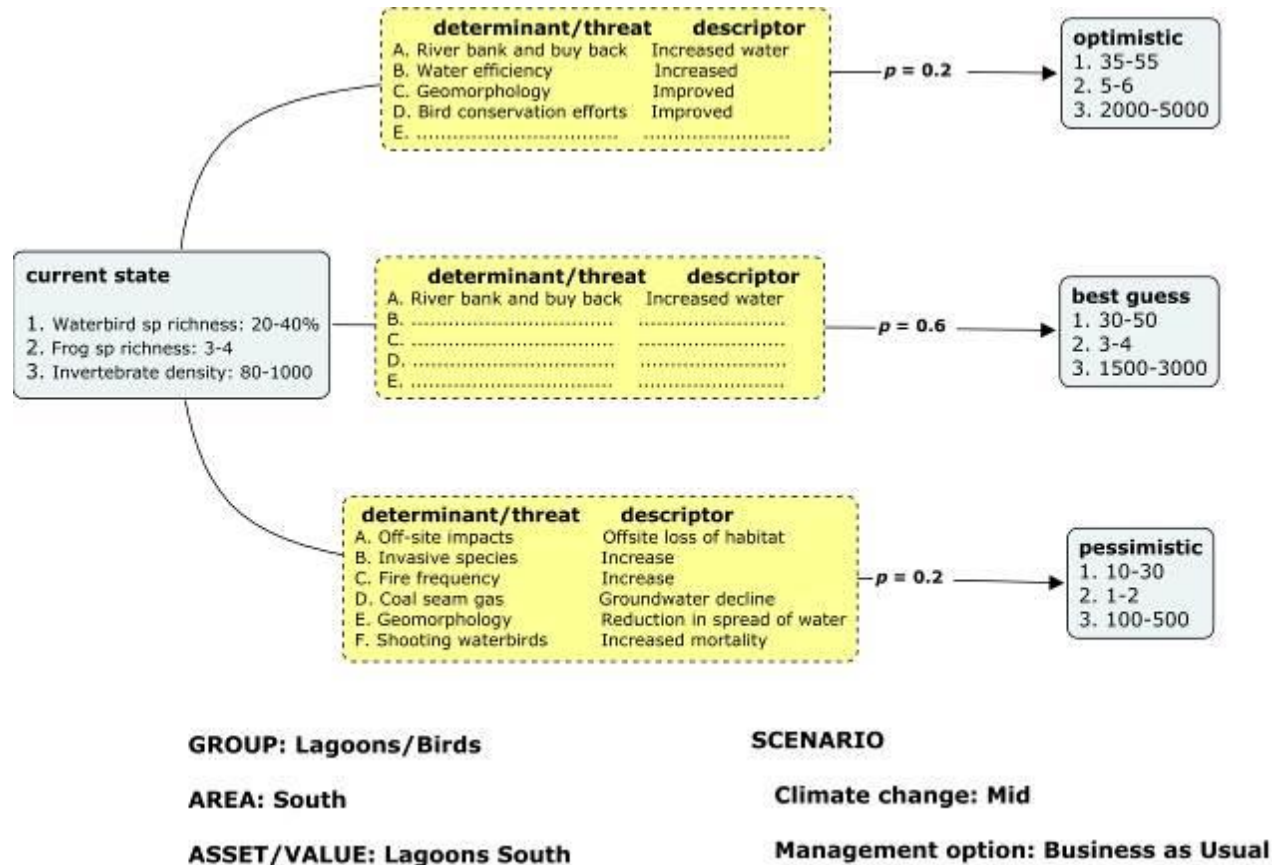 determinant/threat descriptor
A. River bank and buy back Increased water
B. Water efficiency Increased
C. Geomorphology Improved
D. Bird conservation efforts Improved
E. ................................ .......................
p = 0.2
optimistic
1. 35-55
2. 5-6
3. 2000-5000
current state
1. Waterbird sp richness: 20-40%
2. Frog sp richness: 3-4
3. Invertebrate density: 80-1000
determinant/threat descriptor
A. River bank and buy back Increased water
B. ................................ .......................
C. ................................ .......................
D. ................................ .......................
E. ................................ .......................
p = 0.6
best guess
1. 30-50
2. 3-4
3. 1500-3000
determinant/threat descriptor
A. Off-site impacts Offsite loss of habitat
B. Invasive species Increase
C. Fire frequency Increase
D. Coal seam gas Groundwater decline
E. Geomorphology Reduction in spread of water
F. Shooting waterbirds Increased mortality
p = 0.2
pessimistic
1. 10-30
2. 1-2
3. 100-500
GROUP: Lagoons/Birds
AREA: South
ASSET/VALUE: Lagoons South
SCENARIO
Climate change: Mid
Management option: Business as Usual